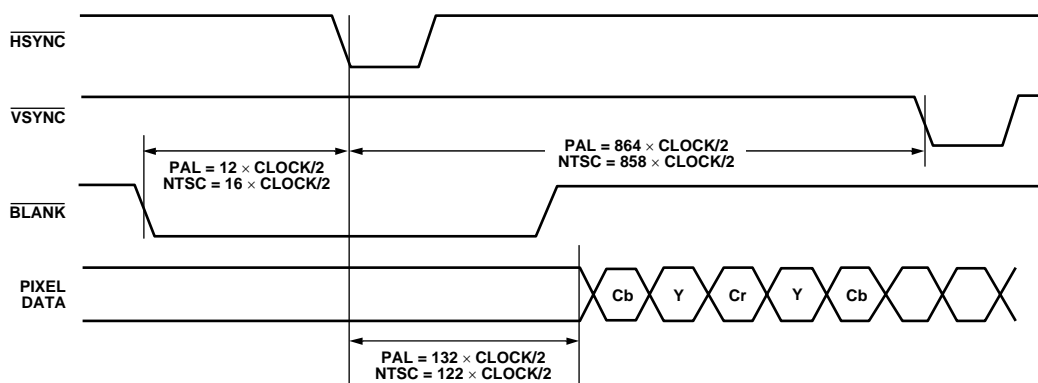 HSYNC
VSYNC
PAL = 12 × CLOCK/2
NTSC = 16 × CLOCK/2
PAL = 864 × CLOCK/2
NTSC = 858 × CLOCK/2
BLANK
PIXEL
DATA
Cb Y Cr Y Cb
PAL = 132 × CLOCK/2
NTSC = 122 × CLOCK/2